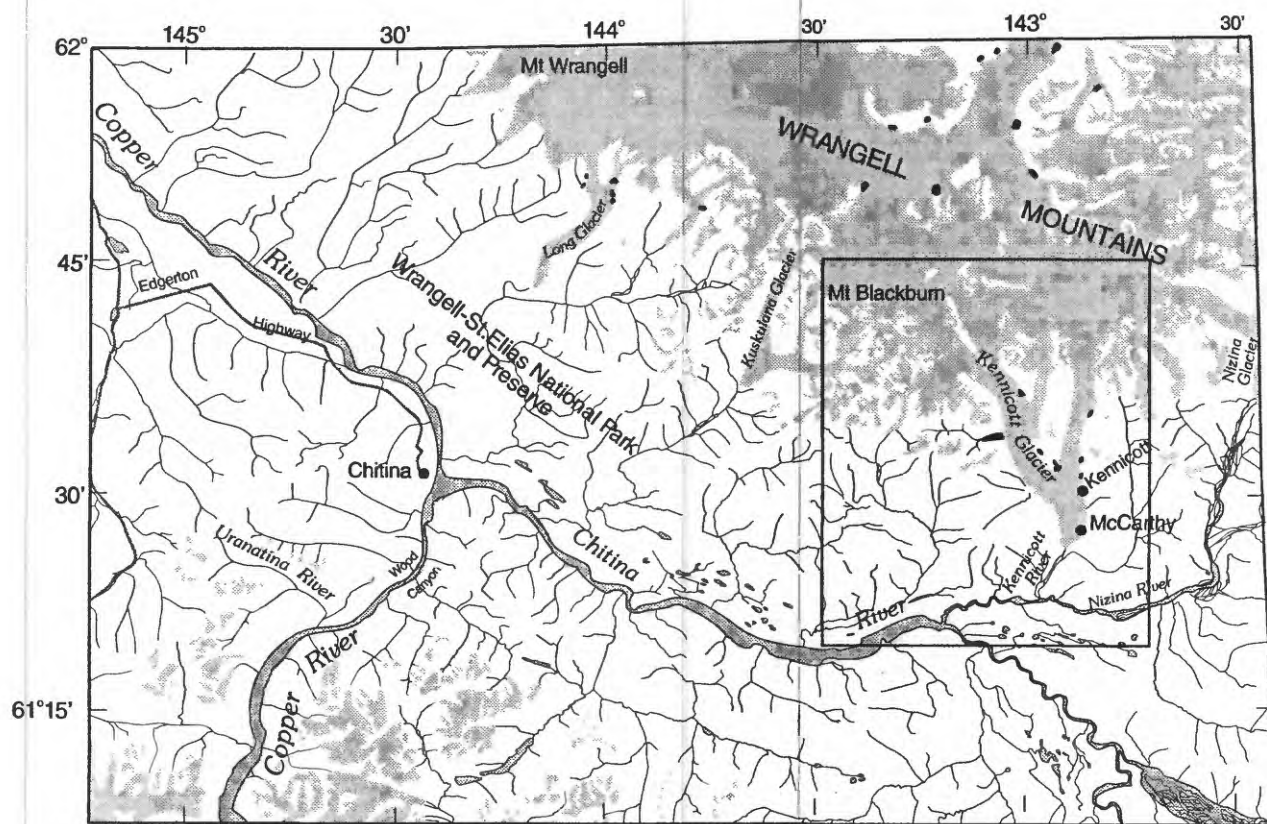 145°
30'
144°
30'
143°
30'
62°
Mt Wrangell
Copper
WRANGELL
MOUNTAINS
Long Glacier
River
45'
Edgerton
Highway
Wrangell-St.Elias National Park
and Preserve
Kuskulana Glacier
Mt Blackburn
Nizina
Glacier
Kennicott Glacier
Chitina
Kennicott
30'
McCarthy
Uranatina River
Wood
Canyon
Chitina
Kennicott
River
Nizina River
River
River
61°15'
Copper